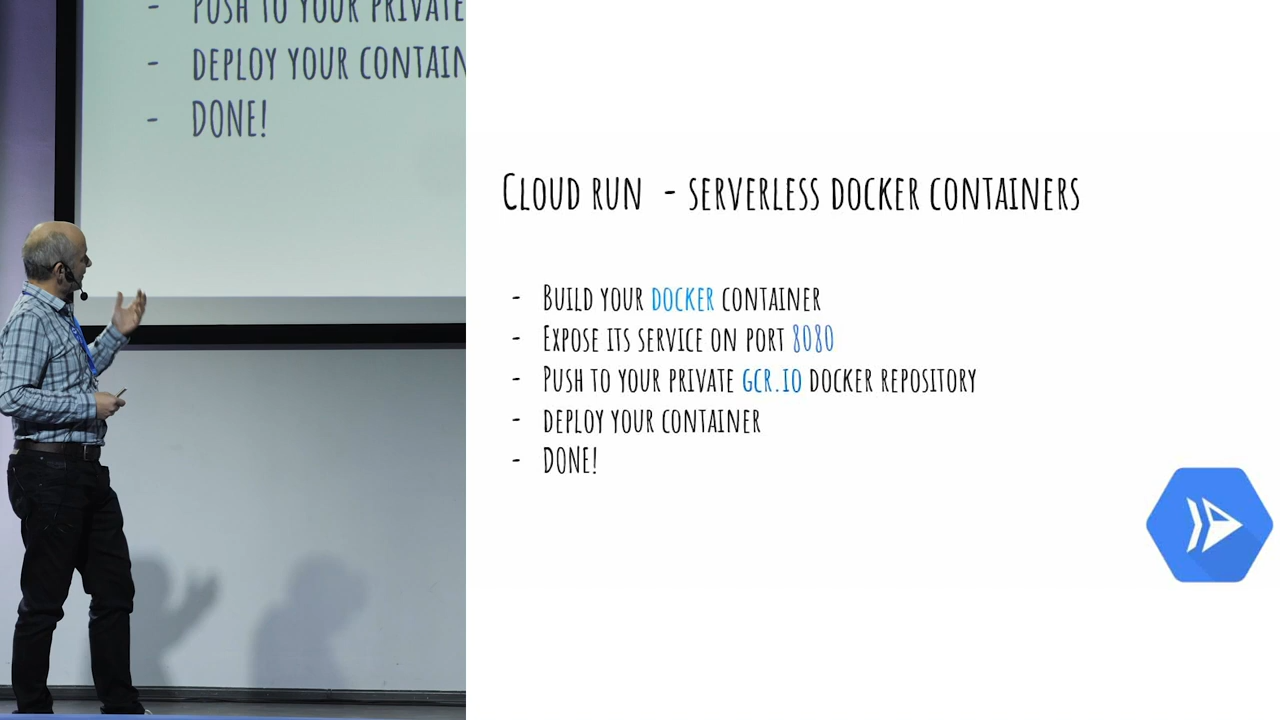 - PUSH TO YOUR PRIVATE
- DEPLOY YOUR CONTAIN
- DONE!
CLOUD RUN - SERVERLESS DOCKER CONTAINERS
- BUILD YOUR DOCKER CONTAINER
- EXPOSE ITS SERVICE ON PORT 8080
- PUSH TO YOUR PRIVATE GCR.IO DOCKER REPOSITORY
- DEPLOY YOUR CONTAINER
- DONE!